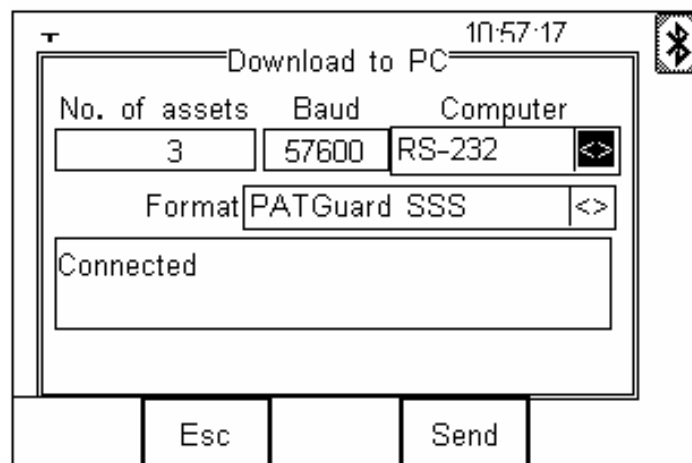 10:57:17
Download to PC
No. of assets Baud Computer
3 57600 RS-232 <>
Format PATGuard SSS <>
Connected
Esc Send